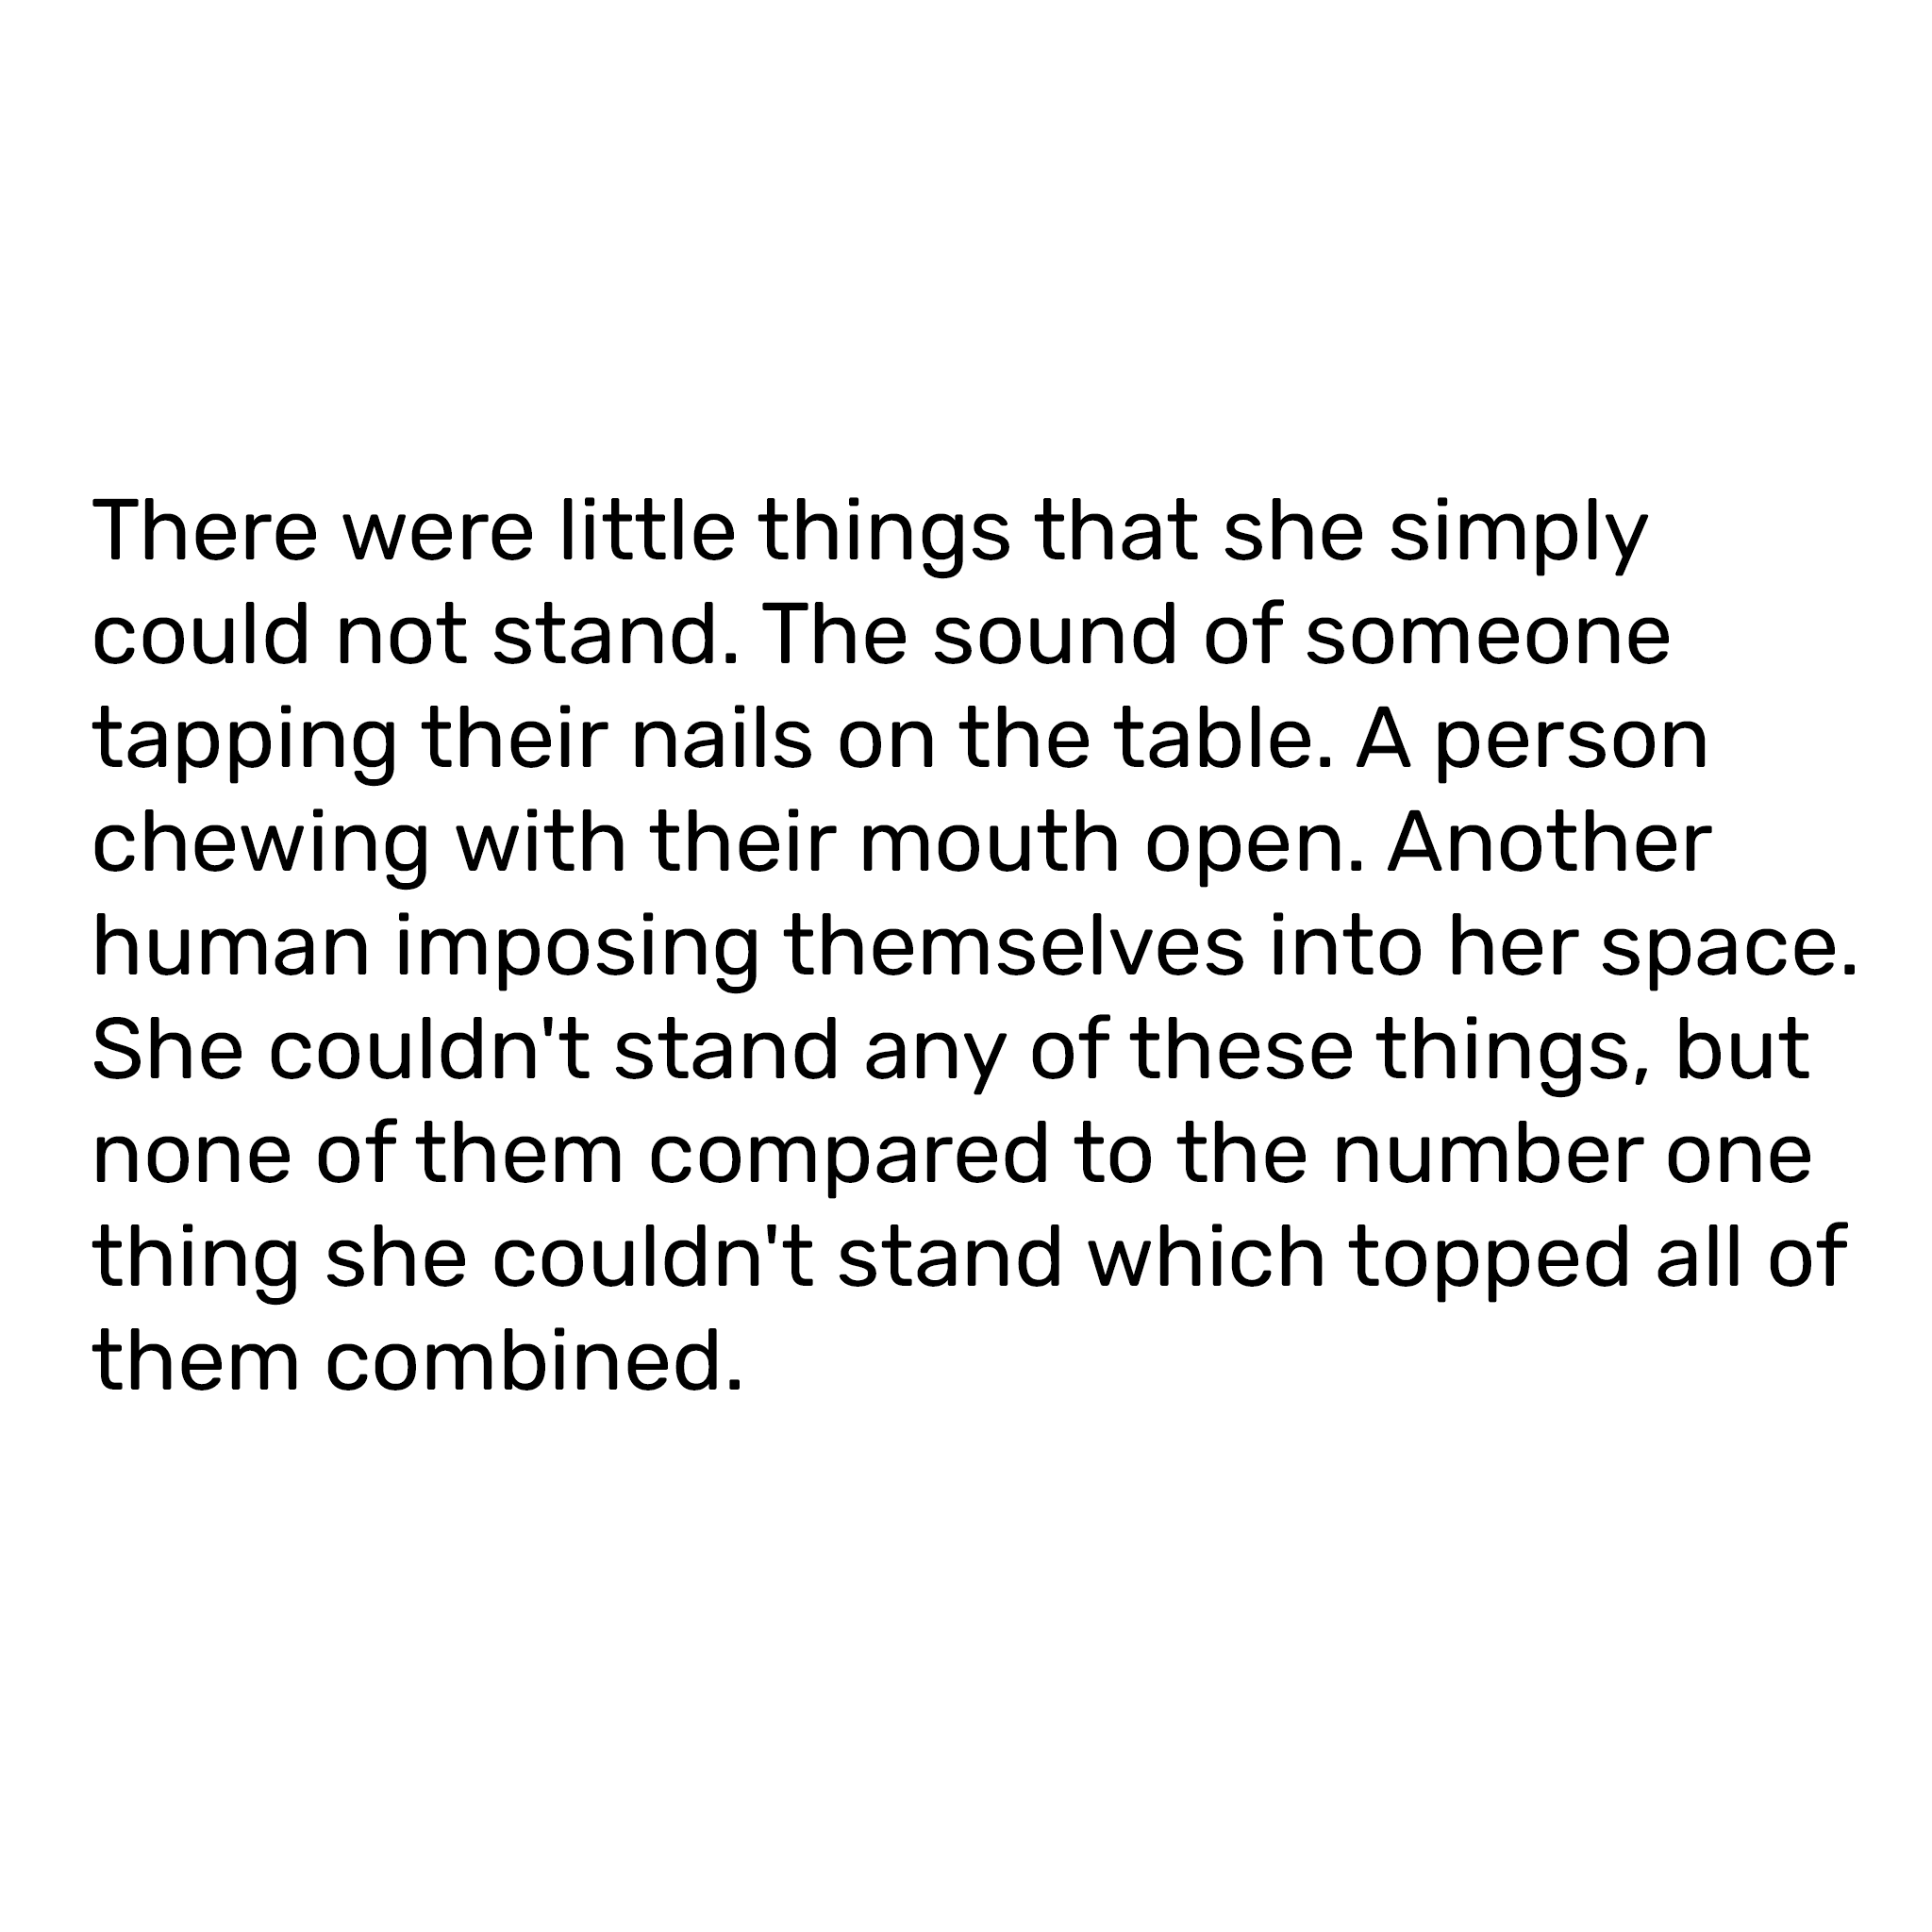 There were little things that she simply
could not stand. The sound of someone
tapping their nails on the table. A person
chewing with their mouth open. Another
human imposing themselves into her space.
She couldn't stand any of these things, but
none of them compared to the number one
thing she couldn't stand which topped all of
them combined.